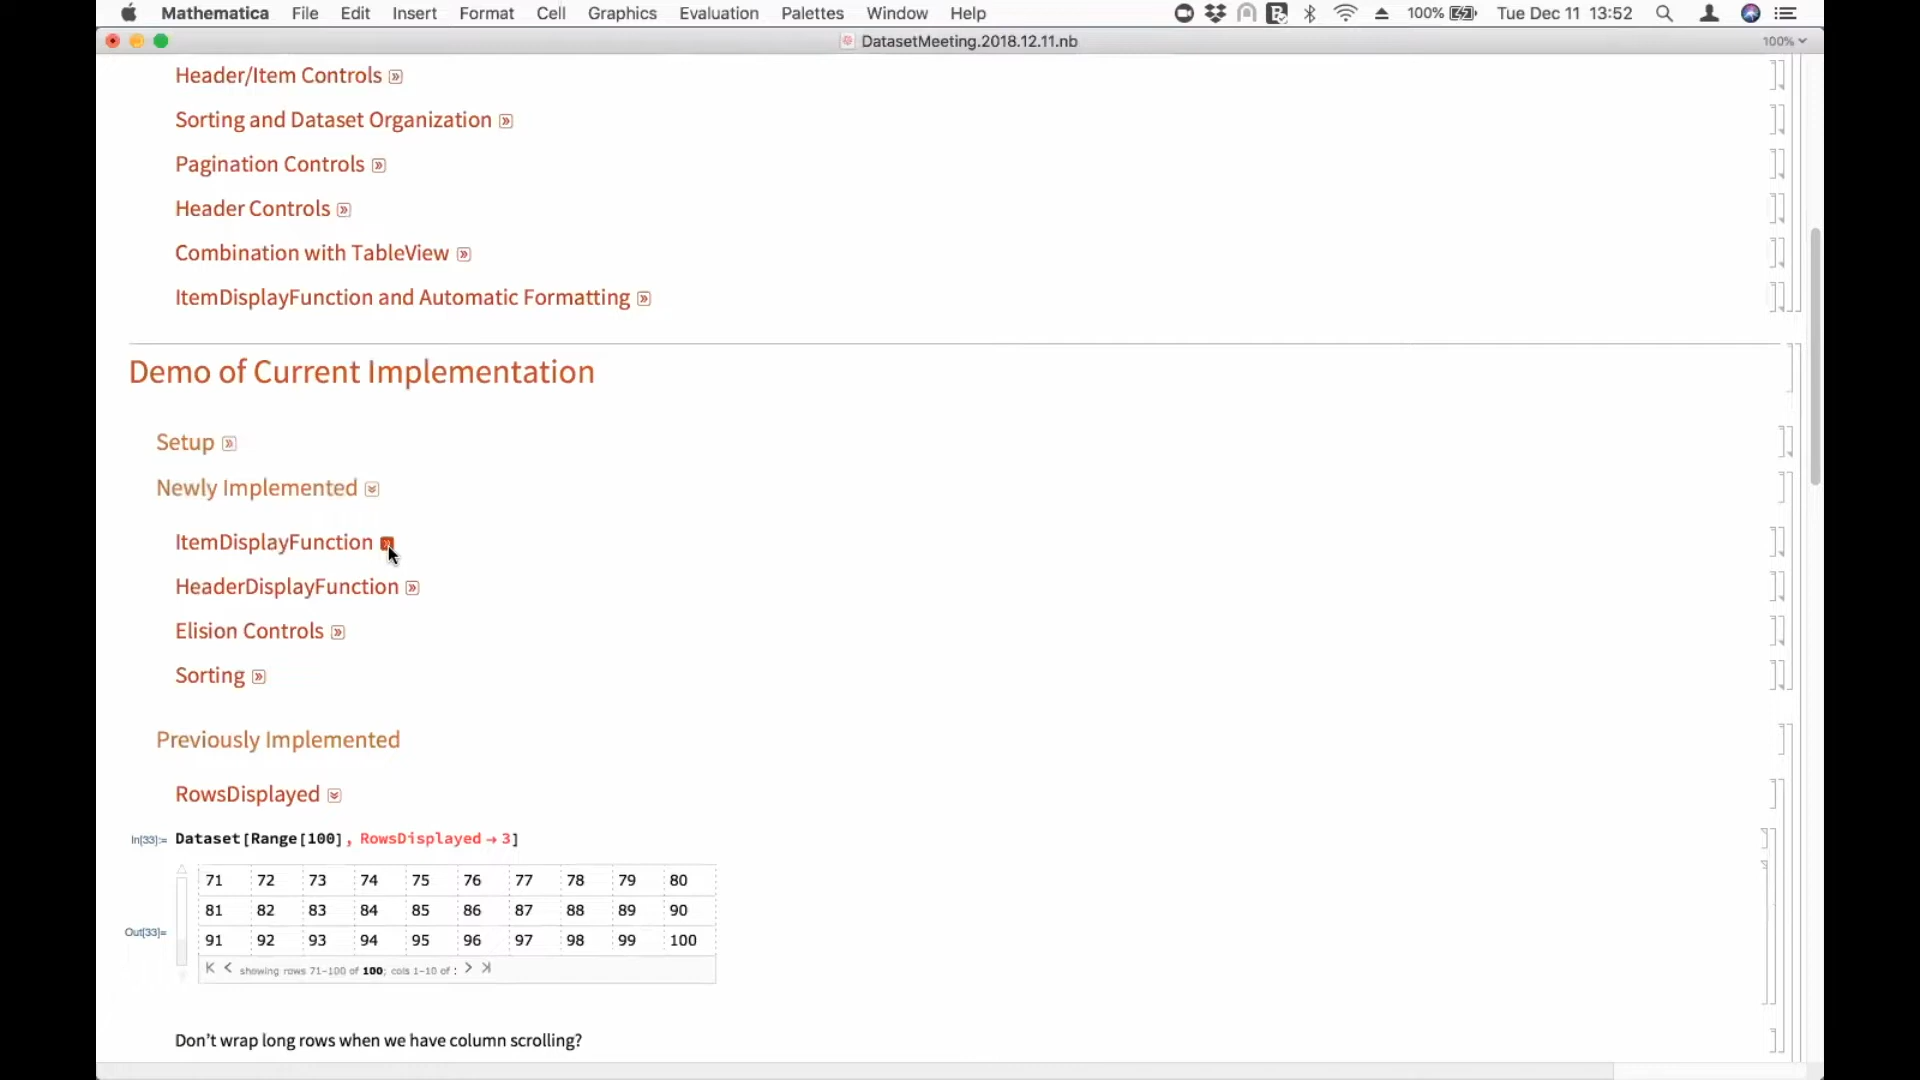 Mathematica File Edit Insert Format Cell Graphics Evaluation Palettes Window Help 100% Tue Dec 11 13:52
DatasetMeeting.2018.12.11.nb 100%
Header/Item Controls
Sorting and Dataset Organization
Pagination Controls
Header Controls
Combination with TableView
ItemDisplayFunction and Automatic Formatting
Demo of Current Implementation
Setup
Newly Implemented
ItemDisplayFunction
HeaderDisplayFunction
Elision Controls
Sorting
Previously Implemented
RowsDisplayed
In[33]:= Dataset[Range[100], RowsDisplayed → 3]
71 72 73 74 75 76 77 78 79 80
81 82 83 84 85 86 87 88 89 90
Out[33]=
91 92 93 94 95 96 97 98 99 100
showing rows 71–100 of 100; cols 1–10 of :
Don't wrap long rows when we have column scrolling?